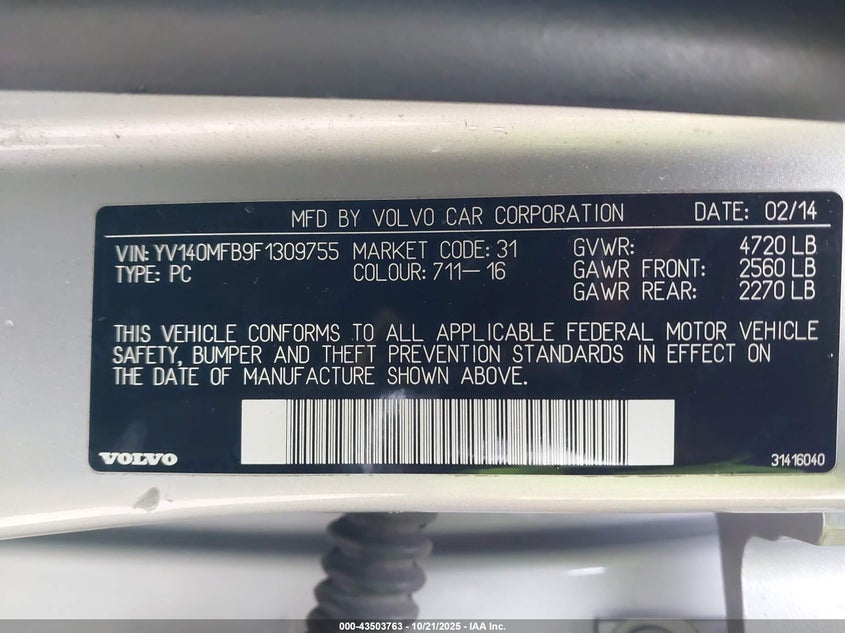 MFD BY VOLVO CAR CORPORATION DATE: 02/14
VIN: YV140MFB9F1309755 MARKET CODE: 31 GVWR: 4720 LB
TYPE: PC COLOUR: 711-16 GAWR FRONT: 2560 LB
GAWR REAR: 2270 LB
THIS VEHICLE CONFORMS TO ALL APPLICABLE FEDERAL MOTOR VEHICLE
SAFETY, BUMPER AND THEFT PREVENTION STANDARDS IN EFFECT ON
THE DATE OF MANUFACTURE SHOWN ABOVE.
VOLVO 31416040
000-43503763 - 10/21/2025 - IAA Inc.